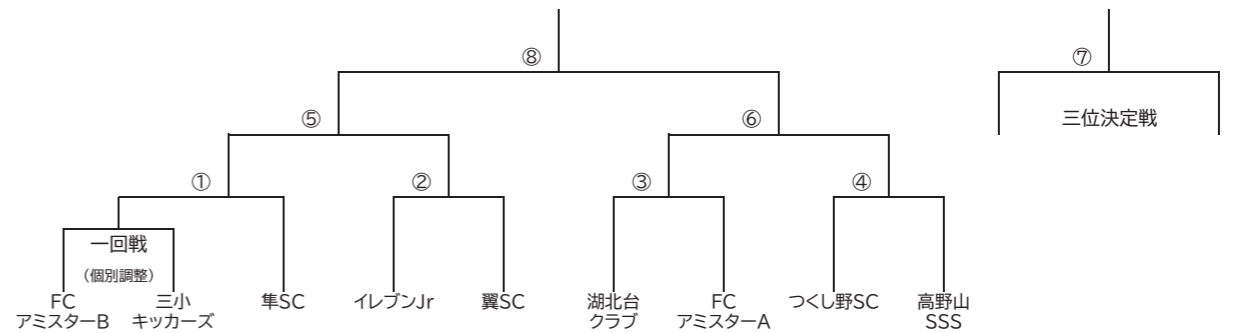 ⑧
⑦
⑤
⑥
三位決定戦
①
②
③
④
一回戦
（個別調整）
FC
アミスターB
三小
キッカーズ
隼SC
イレブンJr
翼SC
湖北台
クラブ
FC
アミスターA
つくし野SC
高野山
SSS